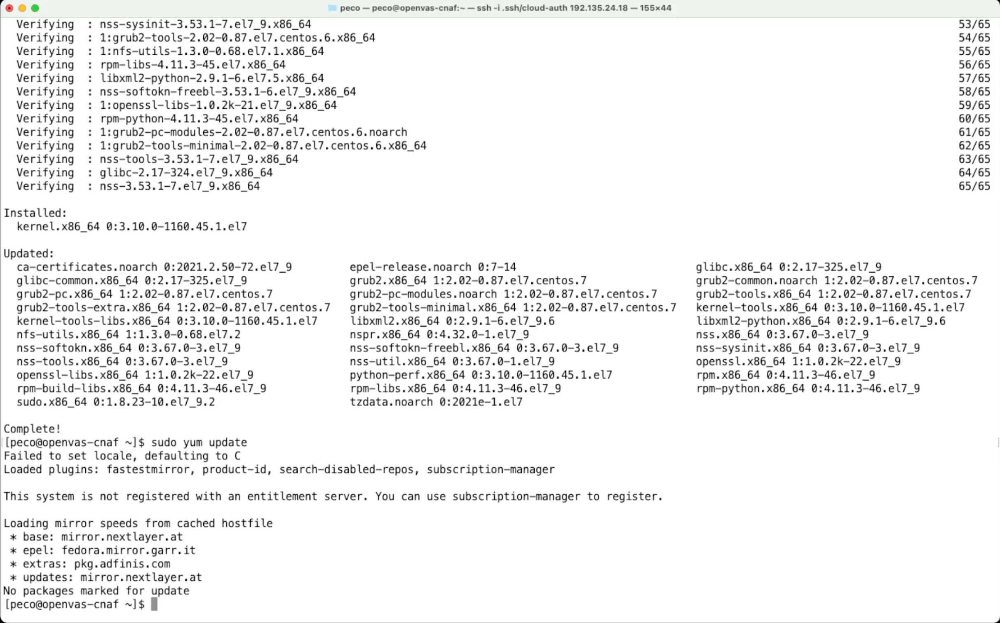 peco — peco@openvas-cnaf:~ — ssh -i .ssh/cloud-auth 192.135.24.18 — 155×44
Verifying  : nss-sysinit-3.53.1-7.el7_9.x86_64 53/65
Verifying  : 1:grub2-tools-2.02-0.87.el7.centos.6.x86_64 54/65
Verifying  : 1:nfs-utils-1.3.0-0.68.el7.1.x86_64 55/65
Verifying  : rpm-libs-4.11.3-45.el7.x86_64 56/65
Verifying  : libxml2-python-2.9.1-6.el7.5.x86_64 57/65
Verifying  : nss-softokn-freebl-3.53.1-6.el7_9.x86_64 58/65
Verifying  : 1:openssl-libs-1.0.2k-21.el7_9.x86_64 59/65
Verifying  : rpm-python-4.11.3-45.el7.x86_64 60/65
Verifying  : 1:grub2-pc-modules-2.02-0.87.el7.centos.6.noarch 61/65
Verifying  : 1:grub2-tools-minimal-2.02-0.87.el7.centos.6.x86_64 62/65
Verifying  : nss-tools-3.53.1-7.el7_9.x86_64 63/65
Verifying  : glibc-2.17-324.el7_9.x86_64 64/65
Verifying  : nss-3.53.1-7.el7_9.x86_64 65/65
Installed:
kernel.x86_64 0:3.10.0-1160.45.1.el7
Updated:
ca-certificates.noarch 0:2021.2.50-72.el7_9 epel-release.noarch 0:7-14 glibc.x86_64 0:2.17-325.el7_9
glibc-common.x86_64 0:2.17-325.el7_9 grub2.x86_64 1:2.02-0.87.el7.centos.7 grub2-common.noarch 1:2.02-0.87.el7.centos.7
grub2-pc.x86_64 1:2.02-0.87.el7.centos.7 grub2-pc-modules.noarch 1:2.02-0.87.el7.centos.7 grub2-tools.x86_64 1:2.02-0.87.el7.centos.7
grub2-tools-extra.x86_64 1:2.02-0.87.el7.centos.7 grub2-tools-minimal.x86_64 1:2.02-0.87.el7.centos.7 kernel-tools.x86_64 0:3.10.0-1160.45.1.el7
kernel-tools-libs.x86_64 0:3.10.0-1160.45.1.el7 libxml2.x86_64 0:2.9.1-6.el7_9.6 libxml2-python.x86_64 0:2.9.1-6.el7_9.6
nfs-utils.x86_64 1:1.3.0-0.68.el7.2 nspr.x86_64 0:4.32.0-1.el7_9 nss.x86_64 0:3.67.0-3.el7_9
nss-softokn.x86_64 0:3.67.0-3.el7_9 nss-softokn-freebl.x86_64 0:3.67.0-3.el7_9 nss-sysinit.x86_64 0:3.67.0-3.el7_9
nss-tools.x86_64 0:3.67.0-3.el7_9 nss-util.x86_64 0:3.67.0-1.el7_9 openssl.x86_64 1:1.0.2k-22.el7_9
openssl-libs.x86_64 1:1.0.2k-22.el7_9 python-perf.x86_64 0:3.10.0-1160.45.1.el7 rpm.x86_64 0:4.11.3-46.el7_9
rpm-build-libs.x86_64 0:4.11.3-46.el7_9 rpm-libs.x86_64 0:4.11.3-46.el7_9 rpm-python.x86_64 0:4.11.3-46.el7_9
sudo.x86_64 0:1.8.23-10.el7_9.2 tzdata.noarch 0:2021e-1.el7
Complete!
[peco@openvas-cnaf ~]$ sudo yum update
Failed to set locale, defaulting to C
Loaded plugins: fastestmirror, product-id, search-disabled-repos, subscription-manager
This system is not registered with an entitlement server. You can use subscription-manager to register.
Loading mirror speeds from cached hostfile
* base: mirror.nextlayer.at
* epel: fedora.mirror.garr.it
* extras: pkg.adfinis.com
* updates: mirror.nextlayer.at
No packages marked for update
[peco@openvas-cnaf ~]$